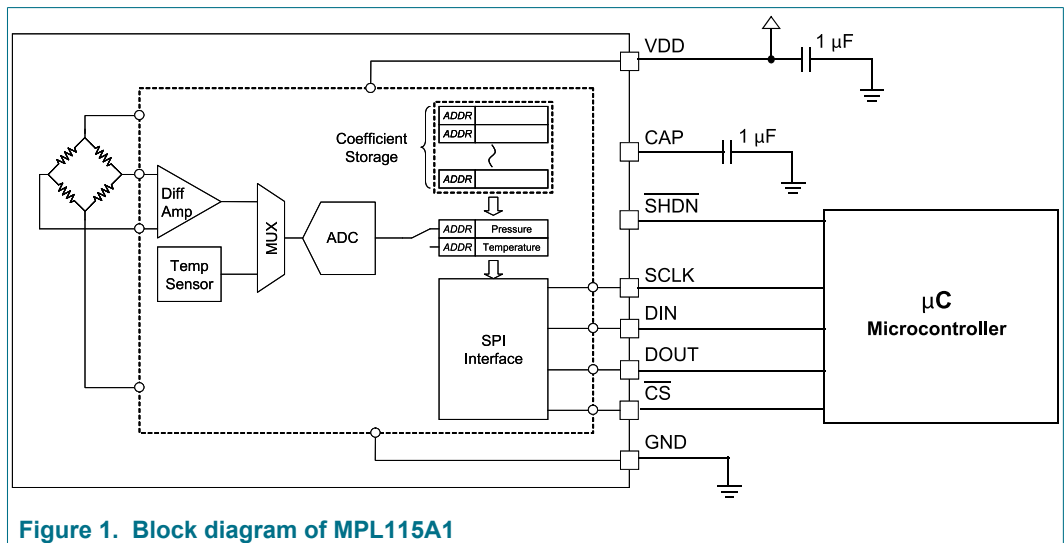 VDD
1 µF
CAP
1 µF
SHDN
SCLK
DIN
DOUT
CS
GND
µC
Microcontroller
Coefficient
Storage
ADDR
ADDR
ADDR
ADDR Pressure
ADDR Temperature
Diff
Amp
MUX
ADC
Temp
Sensor
SPI
Interface
Figure 1. Block diagram of MPL115A1